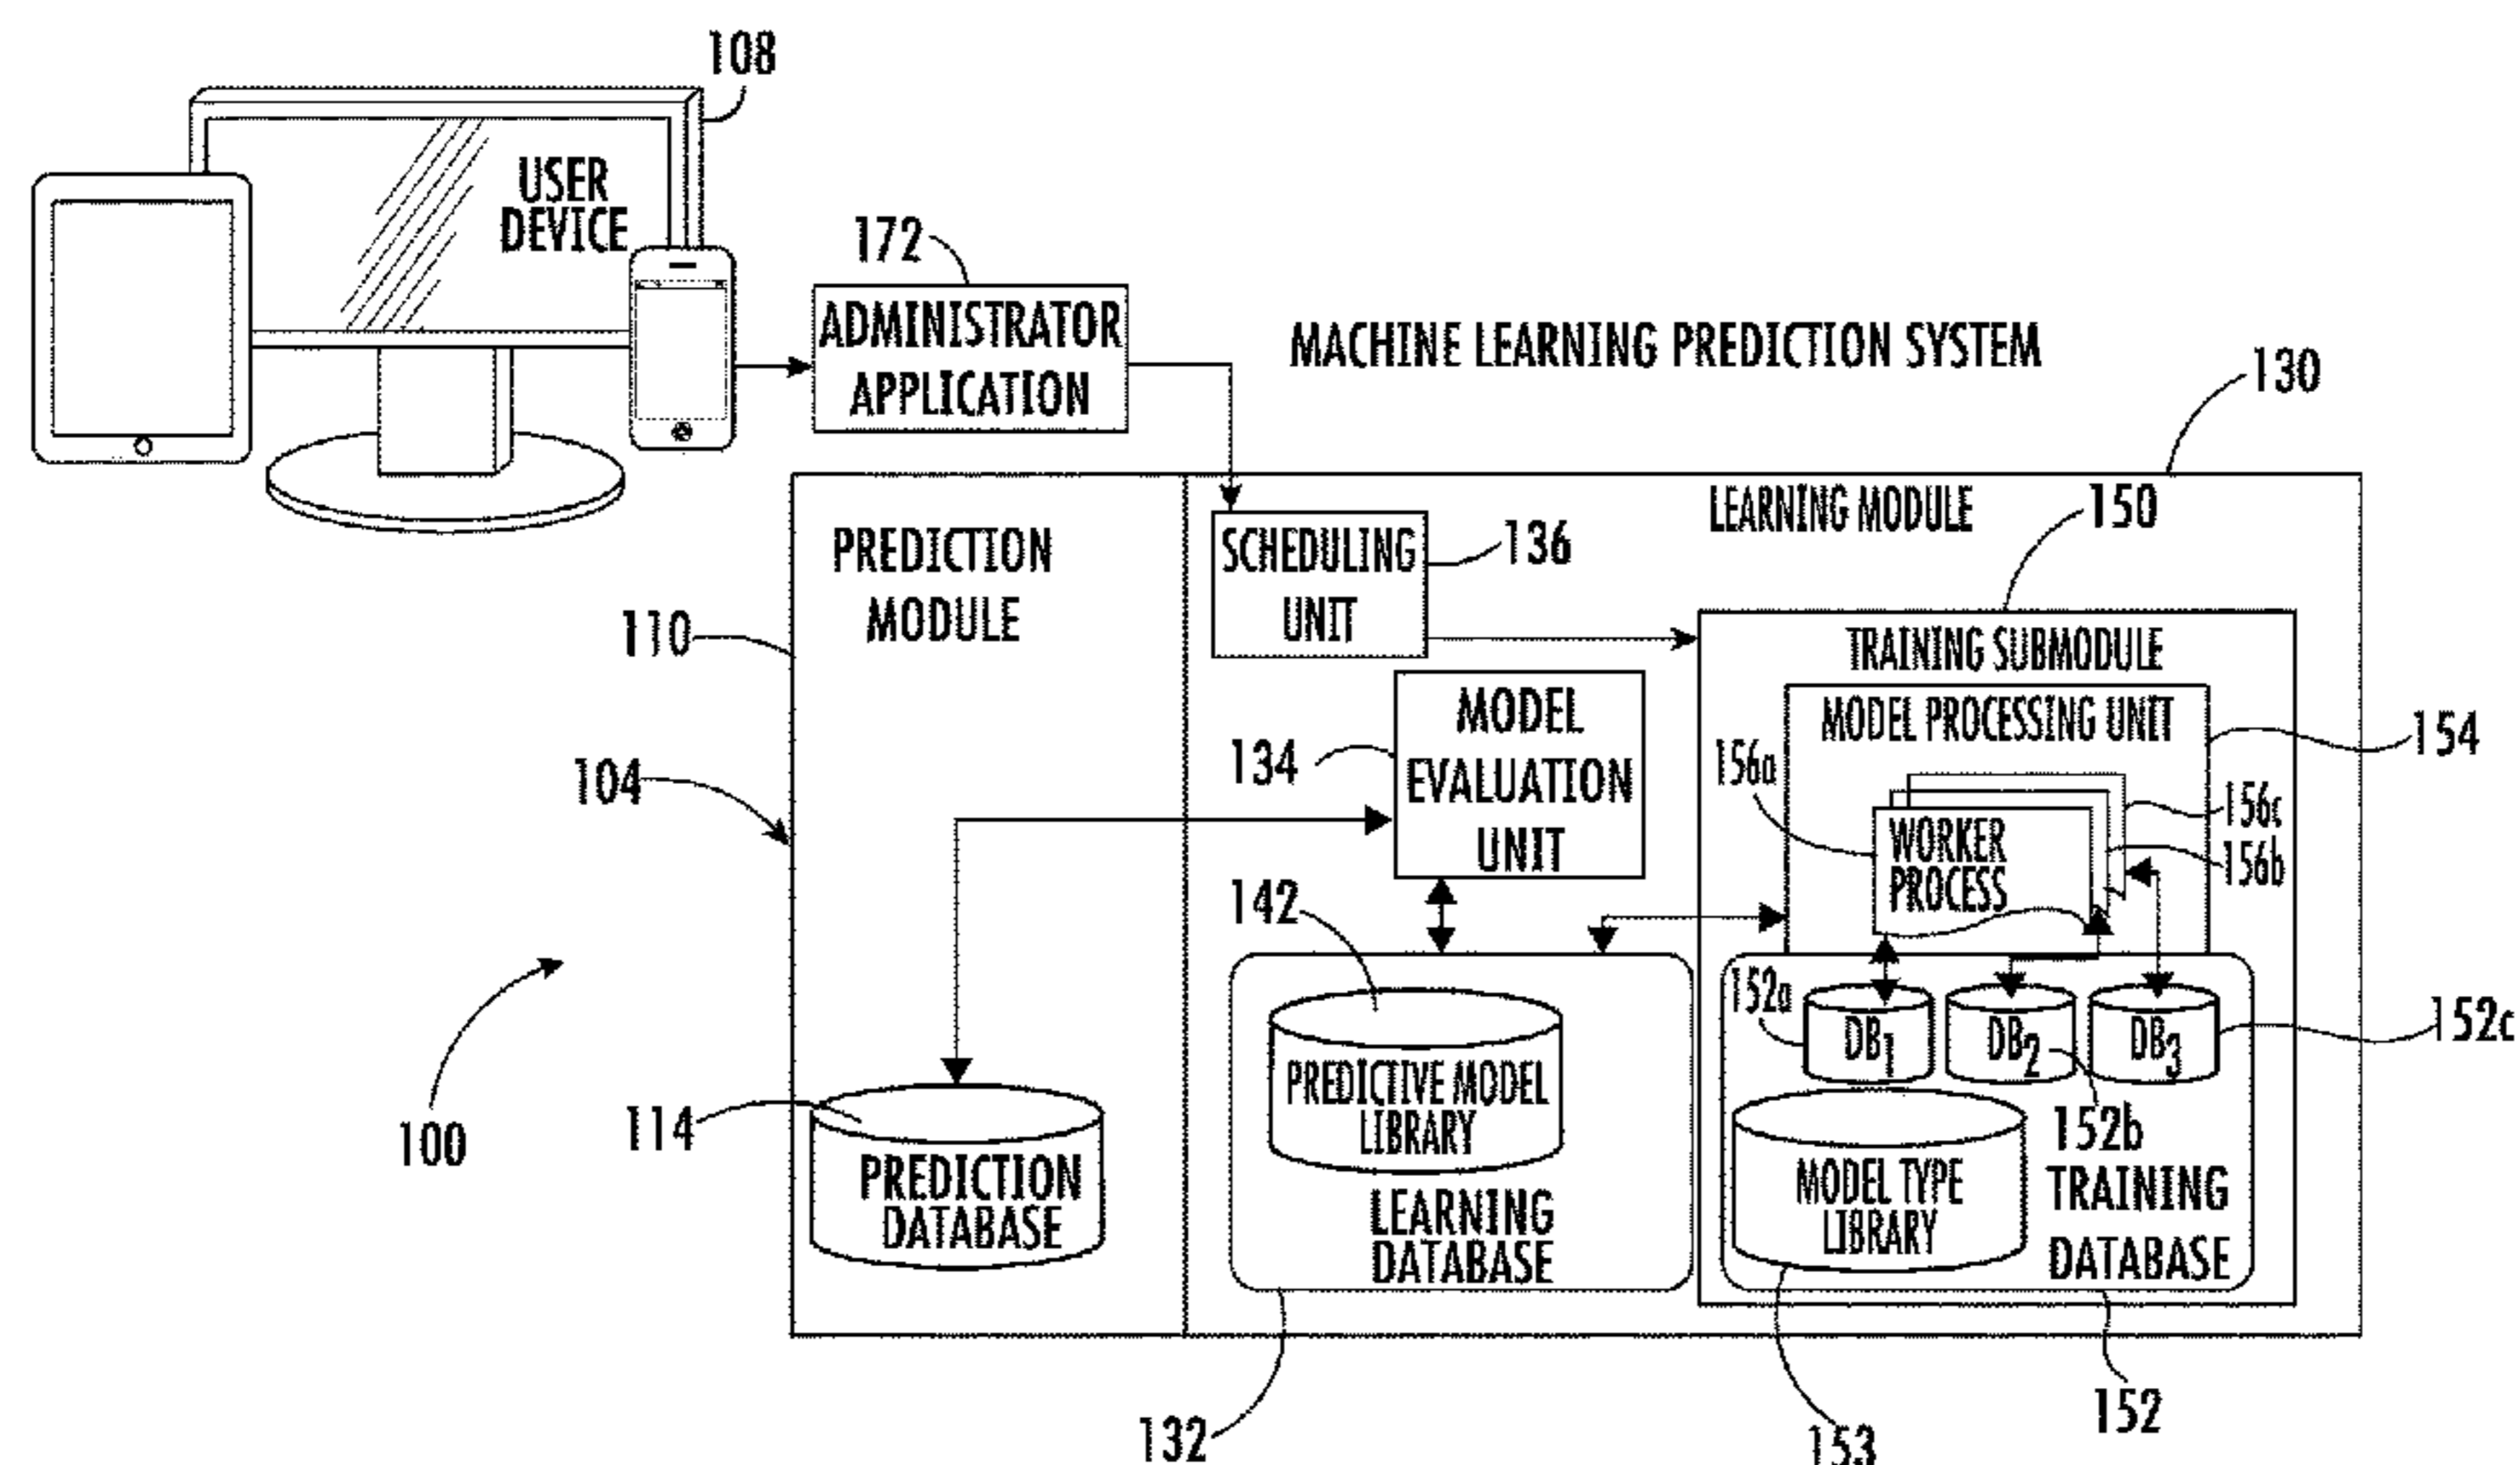 108
USER
DEVICE
172
ADMINISTRATOR
APPLICATION
MACHINE LEARNING PREDICTION SYSTEM
130
LEARNING MODULE
150
PREDICTION
MODULE
SCHEDULING
UNIT
136
110
TRAINING SUBMODULE
MODEL PROCESSING UNIT
154
MODEL
EVALUATION
UNIT
134
156a
156c
156b
WORKER
PROCESS
104
142
152a
DB1
DB2
DB3
152c
PREDICTIVE MODEL
LIBRARY
100
114
152b
PREDICTION
DATABASE
LEARNING
DATABASE
MODEL TYPE
LIBRARY
TRAINING
DATABASE
132
153
152